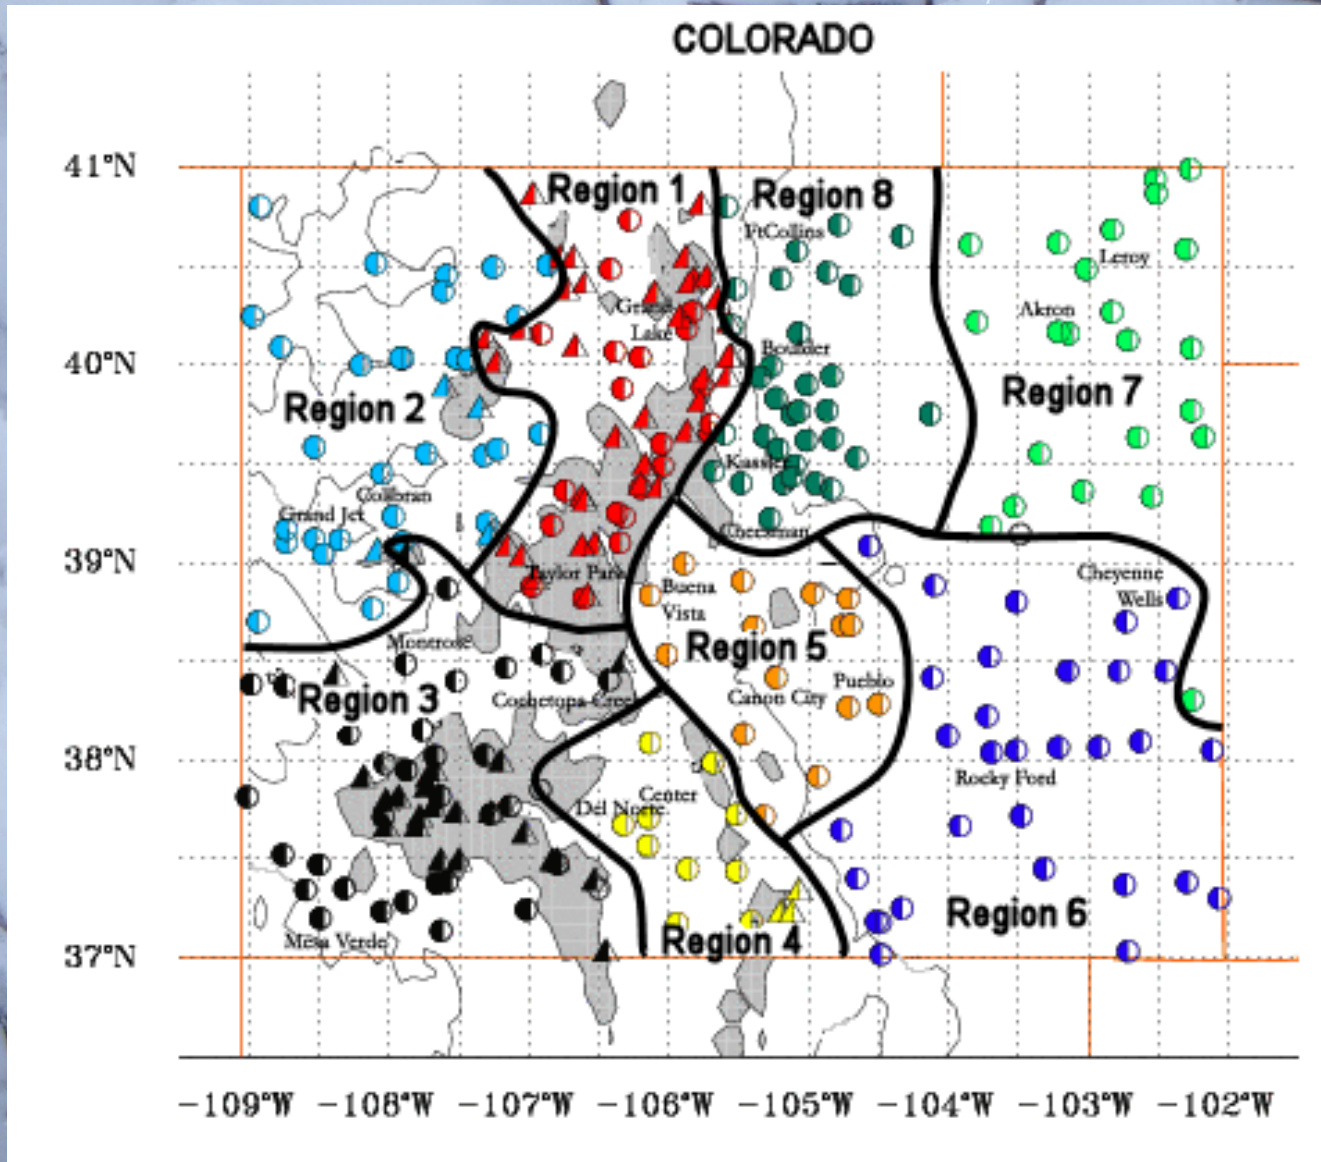 COLORADO
41°N
Region 1
Region 8
FtCollins
Leroy
Grand
Lake
Akron
Boulder
40°N
Region 2
Region 7
Kassler
Collbran
Grand Jct
Cheesman
39°N
Taylor Park
Cheyenne
Wells
Buena
Vista
Montrose
Region 5
Region 3
Cochetopa Creek
Canon City
Pueblo
38°N
Rocky Ford
Center
Del Norte
Region 6
Mesa Verde
Region 4
37°N
-109°W -108°W -107°W -106°W -105°W -104°W -103°W -102°W